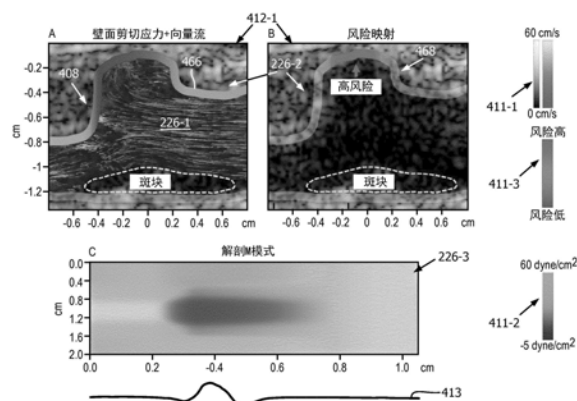 412-1
A 壁面剪切应力+向量流
B 风险映射
60 cm/s
411-1
0 cm/s
-0.2
-0.4
-0.6
-0.8
-1
-1.2
cm
408
466
226-1
226-2
斑块
468
高风险
斑块
风险高
411-3
风险低
-0.6 -0.4 -0.2 0 0.2 0.4 0.6 cm
-0.6 -0.4 -0.2 0 0.2 0.4 0.6 cm
C 解剖M模式
226-3
60 dyne/cm2
411-2
-5 dyne/cm2
cm
0.0
0.4
0.8
1.2
1.6
2.0
0.0 0.2 -0.4 0.6 0.8 1.0 cm
413